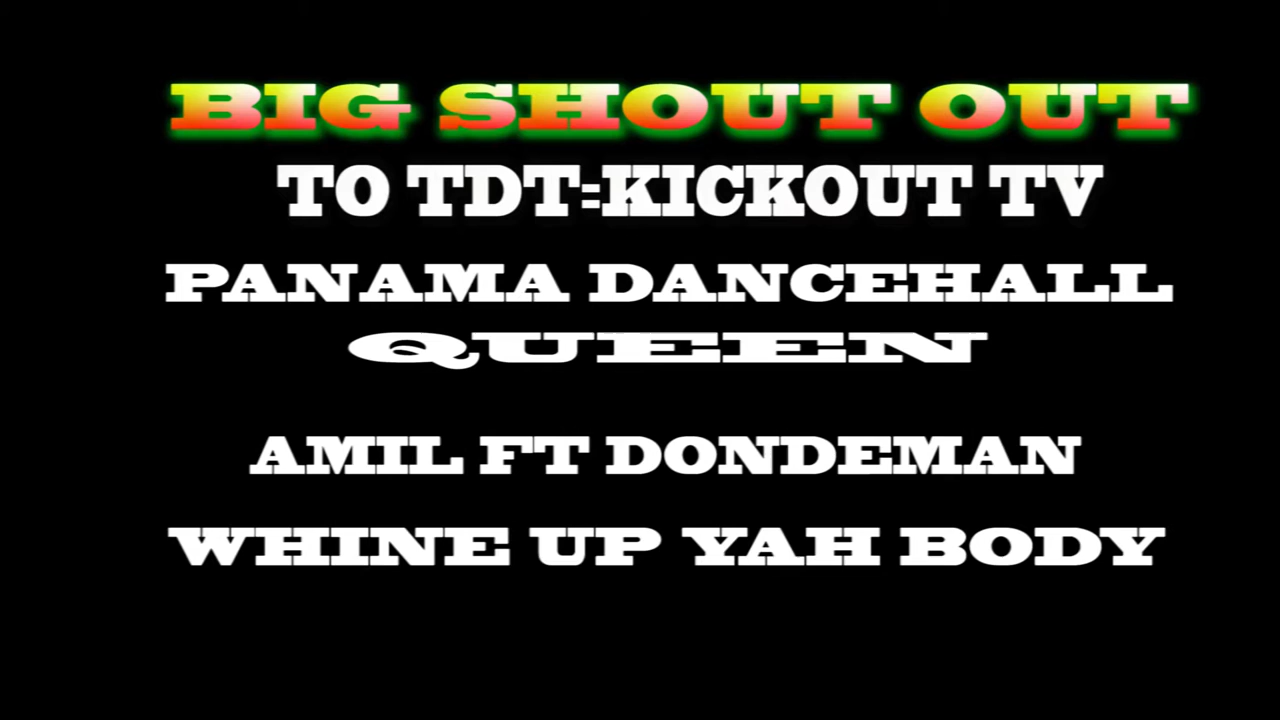 BIG SHOUT OUT
TO TDT=KICKOUT TV
PANAMA DANCEHALL
QUEEN
AMIL FT DONDEMAN
WHINE UP YAH BODY